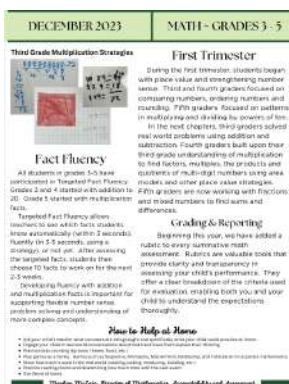 DECEMBER 2023
MATH ~ GRADES 3 - 5
Third Grade Multiplication Strategies
Fact Fluency
All students in grades 3-5 have
participated in Targeted Fact Fluency.
Grades 3 and 4 started with addition to
20. Grade 5 started with multiplication
facts.
Targeted Fact Fluency allows
teachers to see which facts students
know automatically (within 3 seconds),
fluently (in 3-5 seconds, using a
strategy), or not yet. After assessing
the targeted facts, students then
choose 10 facts to work on for the next
2-3 weeks.
Developing fluency with addition
and multiplication facts is important for
supporting flexible number sense,
problem solving and understanding of
more complex concepts.
First Trimester
During the first trimester, students began
with place value and strengthening number
sense. Third and fourth graders focused on
comparing numbers, ordering numbers and
rounding. Fifth graders focused on patterns
in multiplying and dividing by powers of ten.
In the next chapters, third graders solved
real world problems using addition and
subtraction. Fourth graders built upon their
third grade understanding of multiplication
to find factors, multiples, the products and
quotients of multi-digit numbers using area
models and other place value strategies.
Fifth graders are now working with fractions
and mixed numbers to find sums and
differences.
Grading & Reporting
Beginning this year, we have added a
rubric to every summative math
assessment. Rubrics are valuable tools that
provide clarity and transparency in
assessing your child's performance. They
offer a clear breakdown of the criteria used
for evaluation, enabling both you and your
child to understand the expectations
thoroughly.
How to Help at Home